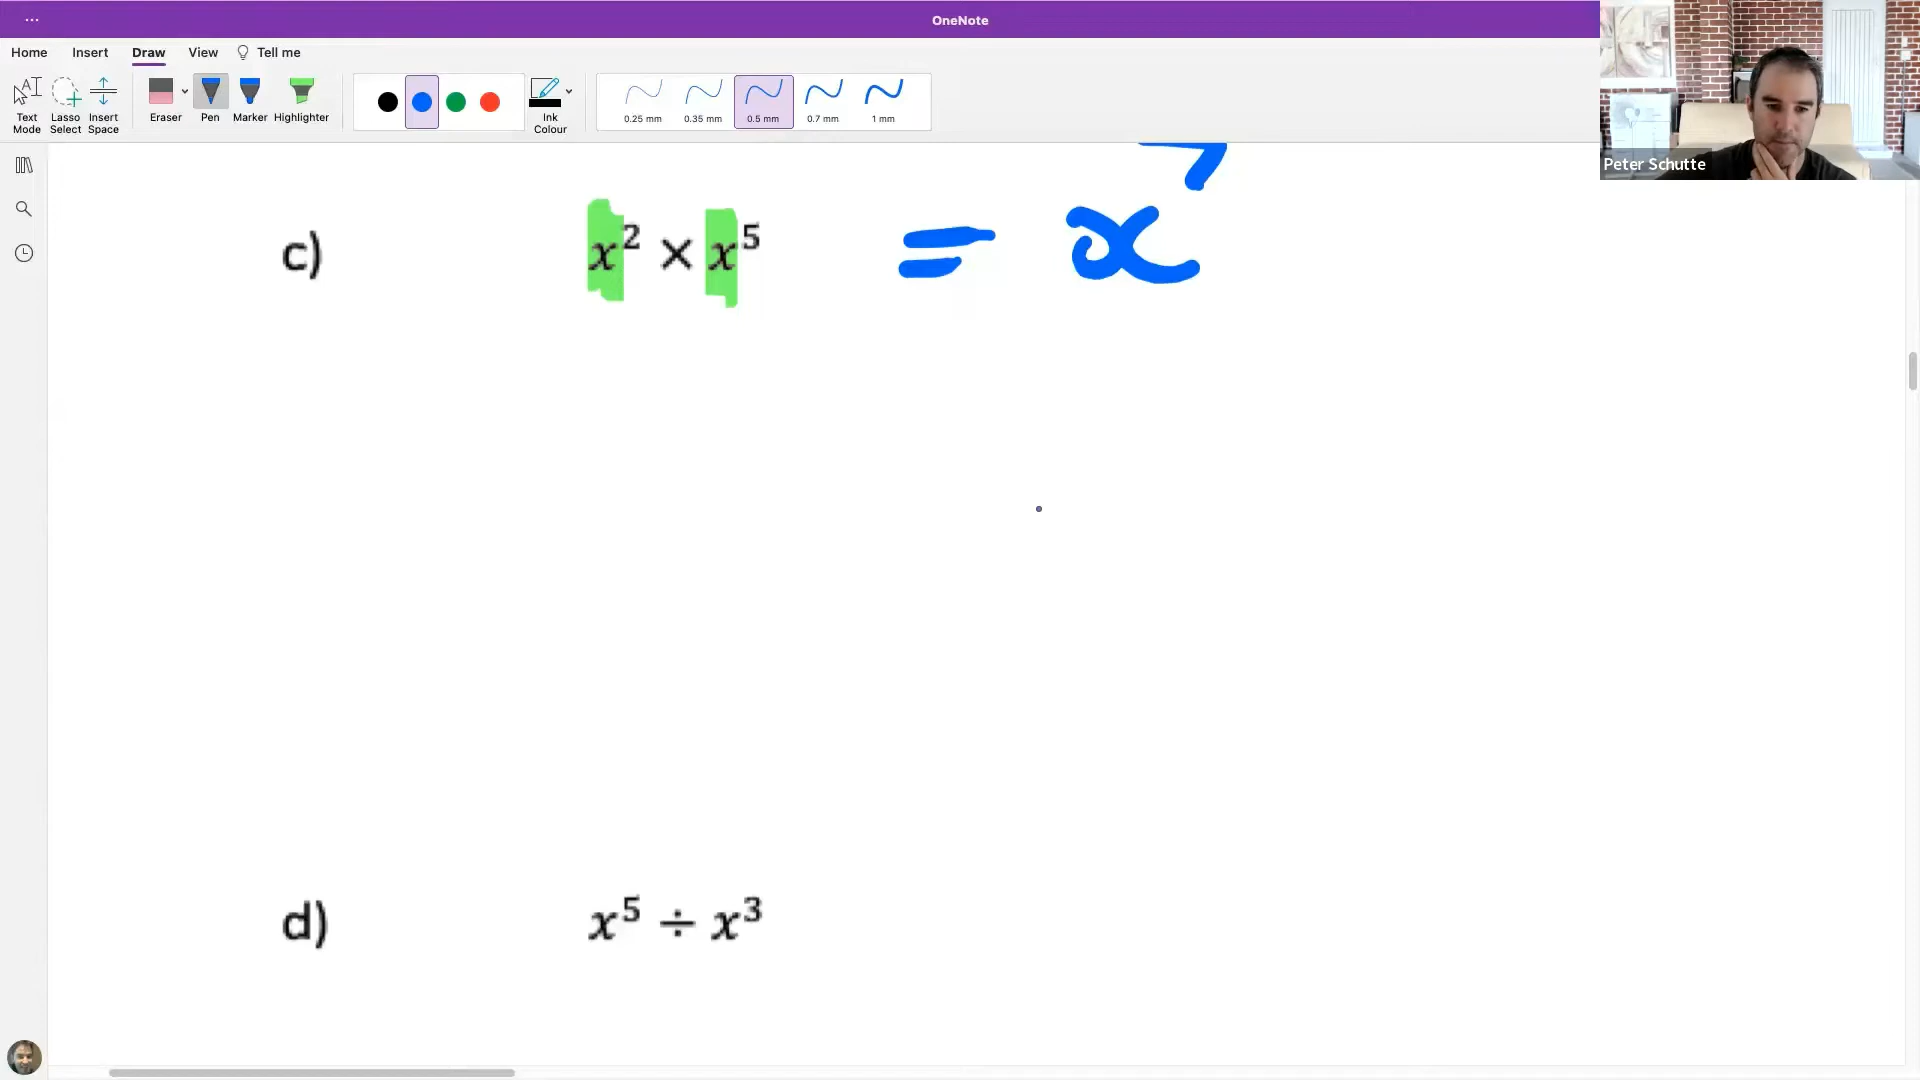 OneNote
Home Insert Draw View Tell me
Text Mode Lasso Select Insert Space Eraser Pen Marker Highlighter Ink Colour 0.25 mm 0.35 mm 0.5 mm 0.7 mm 1 mm
Peter Schutte
c) x² × x⁵ = x⁷
d) x⁵ ÷ x³